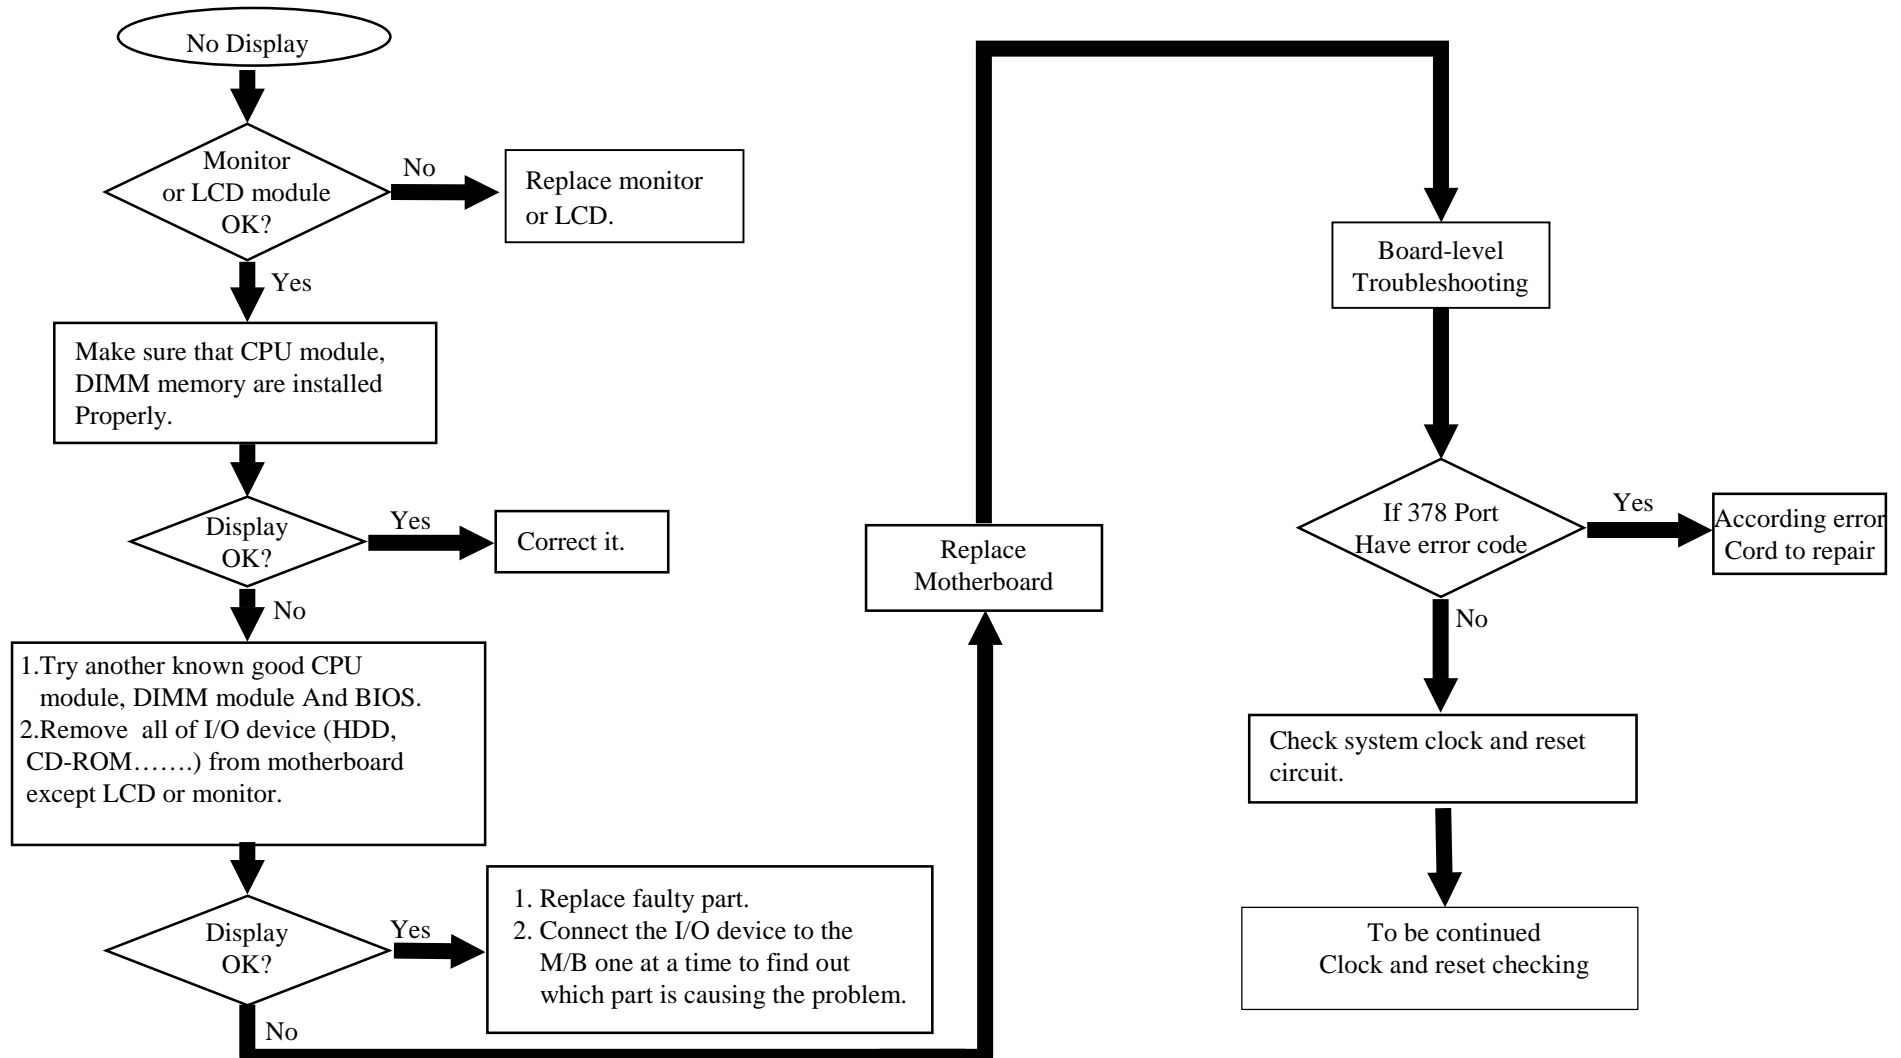 No Display
Monitor
or LCD module
OK?
No
Replace monitor
or LCD.
Yes
Make sure that CPU module,
DIMM memory are installed
Properly.
Display
OK?
Yes
Correct it.
No
1.Try another known good CPU
module, DIMM module And BIOS.
2.Remove all of I/O device (HDD,
CD-ROM…….) from motherboard
except LCD or monitor.
Display
OK?
Yes
1. Replace faulty part.
2. Connect the I/O device to the
M/B one at a time to find out
which part is causing the problem.
No
Replace
Motherboard
Board-level
Troubleshooting
If 378 Port
Have error code
Yes
According error
Cord to repair
No
Check system clock and reset
circuit.
To be continued
Clock and reset checking